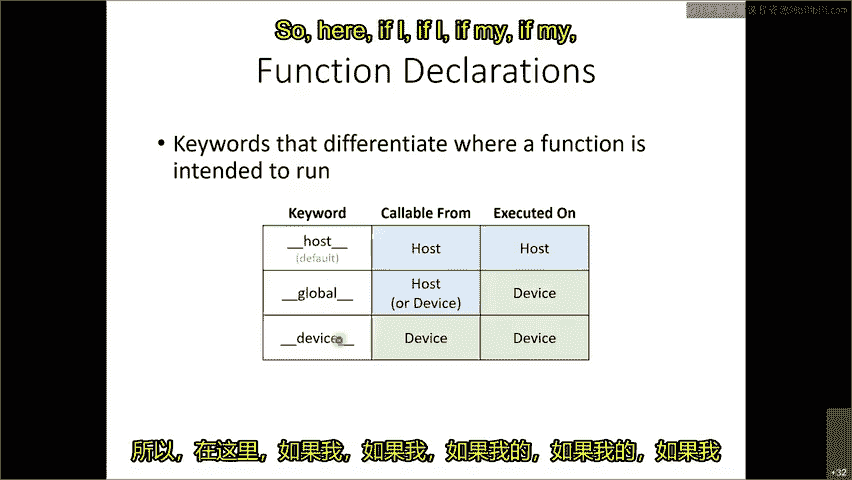 So, here, if I, if I, if my, if my,
Function Declarations
• Keywords that differentiate where a function is
intended to run
Keyword Callable From Executed On
__host__
(default)
Host Host
__global__
Host
(or Device)
Device
__device__ Device Device
所以，在这里，如果我，如果我，如果我的，如果我的，如果我
+32